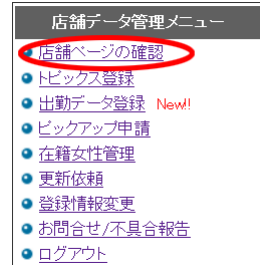 店舗データ管理メニュー
店舗ページの確認
トピックス登録
出勤データ登録 New!!
ピックアップ申請
在籍女性管理
更新依頼
登録情報変更
お問合せ/不具合報告
ログアウト